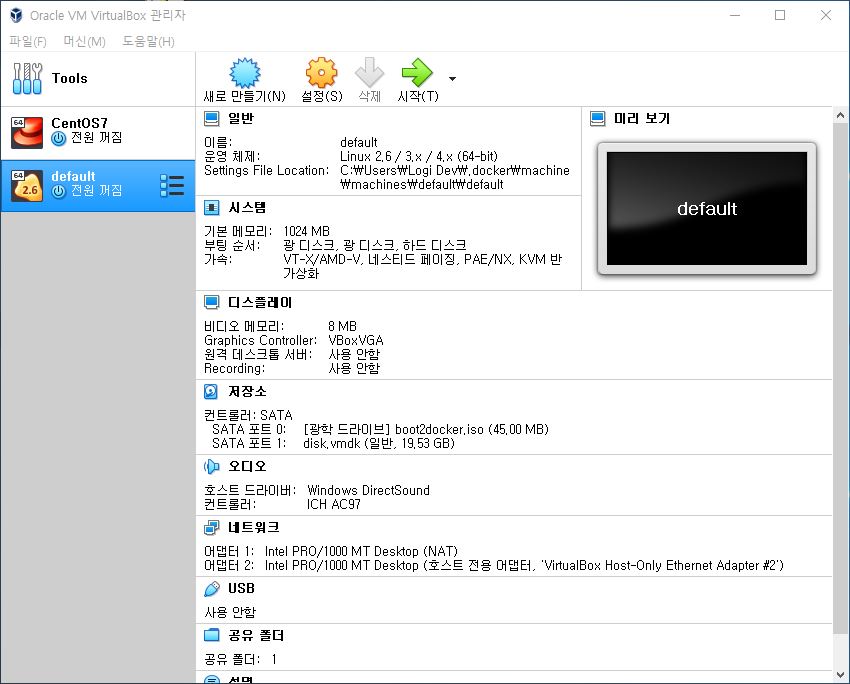 Oracle VM VirtualBox 관리자
파일(F) 머신(M) 도움말(H)
Tools
새로 만들기(N) 설정(S) 삭제 시작(T)
64
CentOS7
전원 꺼짐
64
2.6
default
전원 꺼짐
일반
이름: default
운영 체제: Linux 2.6 / 3.x / 4.x (64-bit)
Settings File Location: C:₩Users₩Logi Dev₩.docker₩machine
₩machines₩default₩default
미리 보기
default
시스템
기본 메모리: 1024 MB
부팅 순서: 광 디스크, 광 디스크, 하드 디스크
가속: VT-X/AMD-V, 네스티드 페이징, PAE/NX, KVM 반
가상화
디스플레이
비디오 메모리: 8 MB
Graphics Controller: VBoxVGA
원격 데스크톱 서버: 사용 안함
Recording: 사용 안함
저장소
컨트롤러: SATA
SATA 포트 0: [광학 드라이브] boot2docker.iso (45.00 MB)
SATA 포트 1: disk.vmdk (일반, 19.53 GB)
오디오
호스트 드라이버: Windows DirectSound
컨트롤러: ICH AC97
네트워크
어댑터 1: Intel PRO/1000 MT Desktop (NAT)
어댑터 2: Intel PRO/1000 MT Desktop (호스트 전용 어댑터, 'VirtualBox Host-Only Ethernet Adapter #2')
USB
사용 안함
공유 폴더
공유 폴더: 1
설명